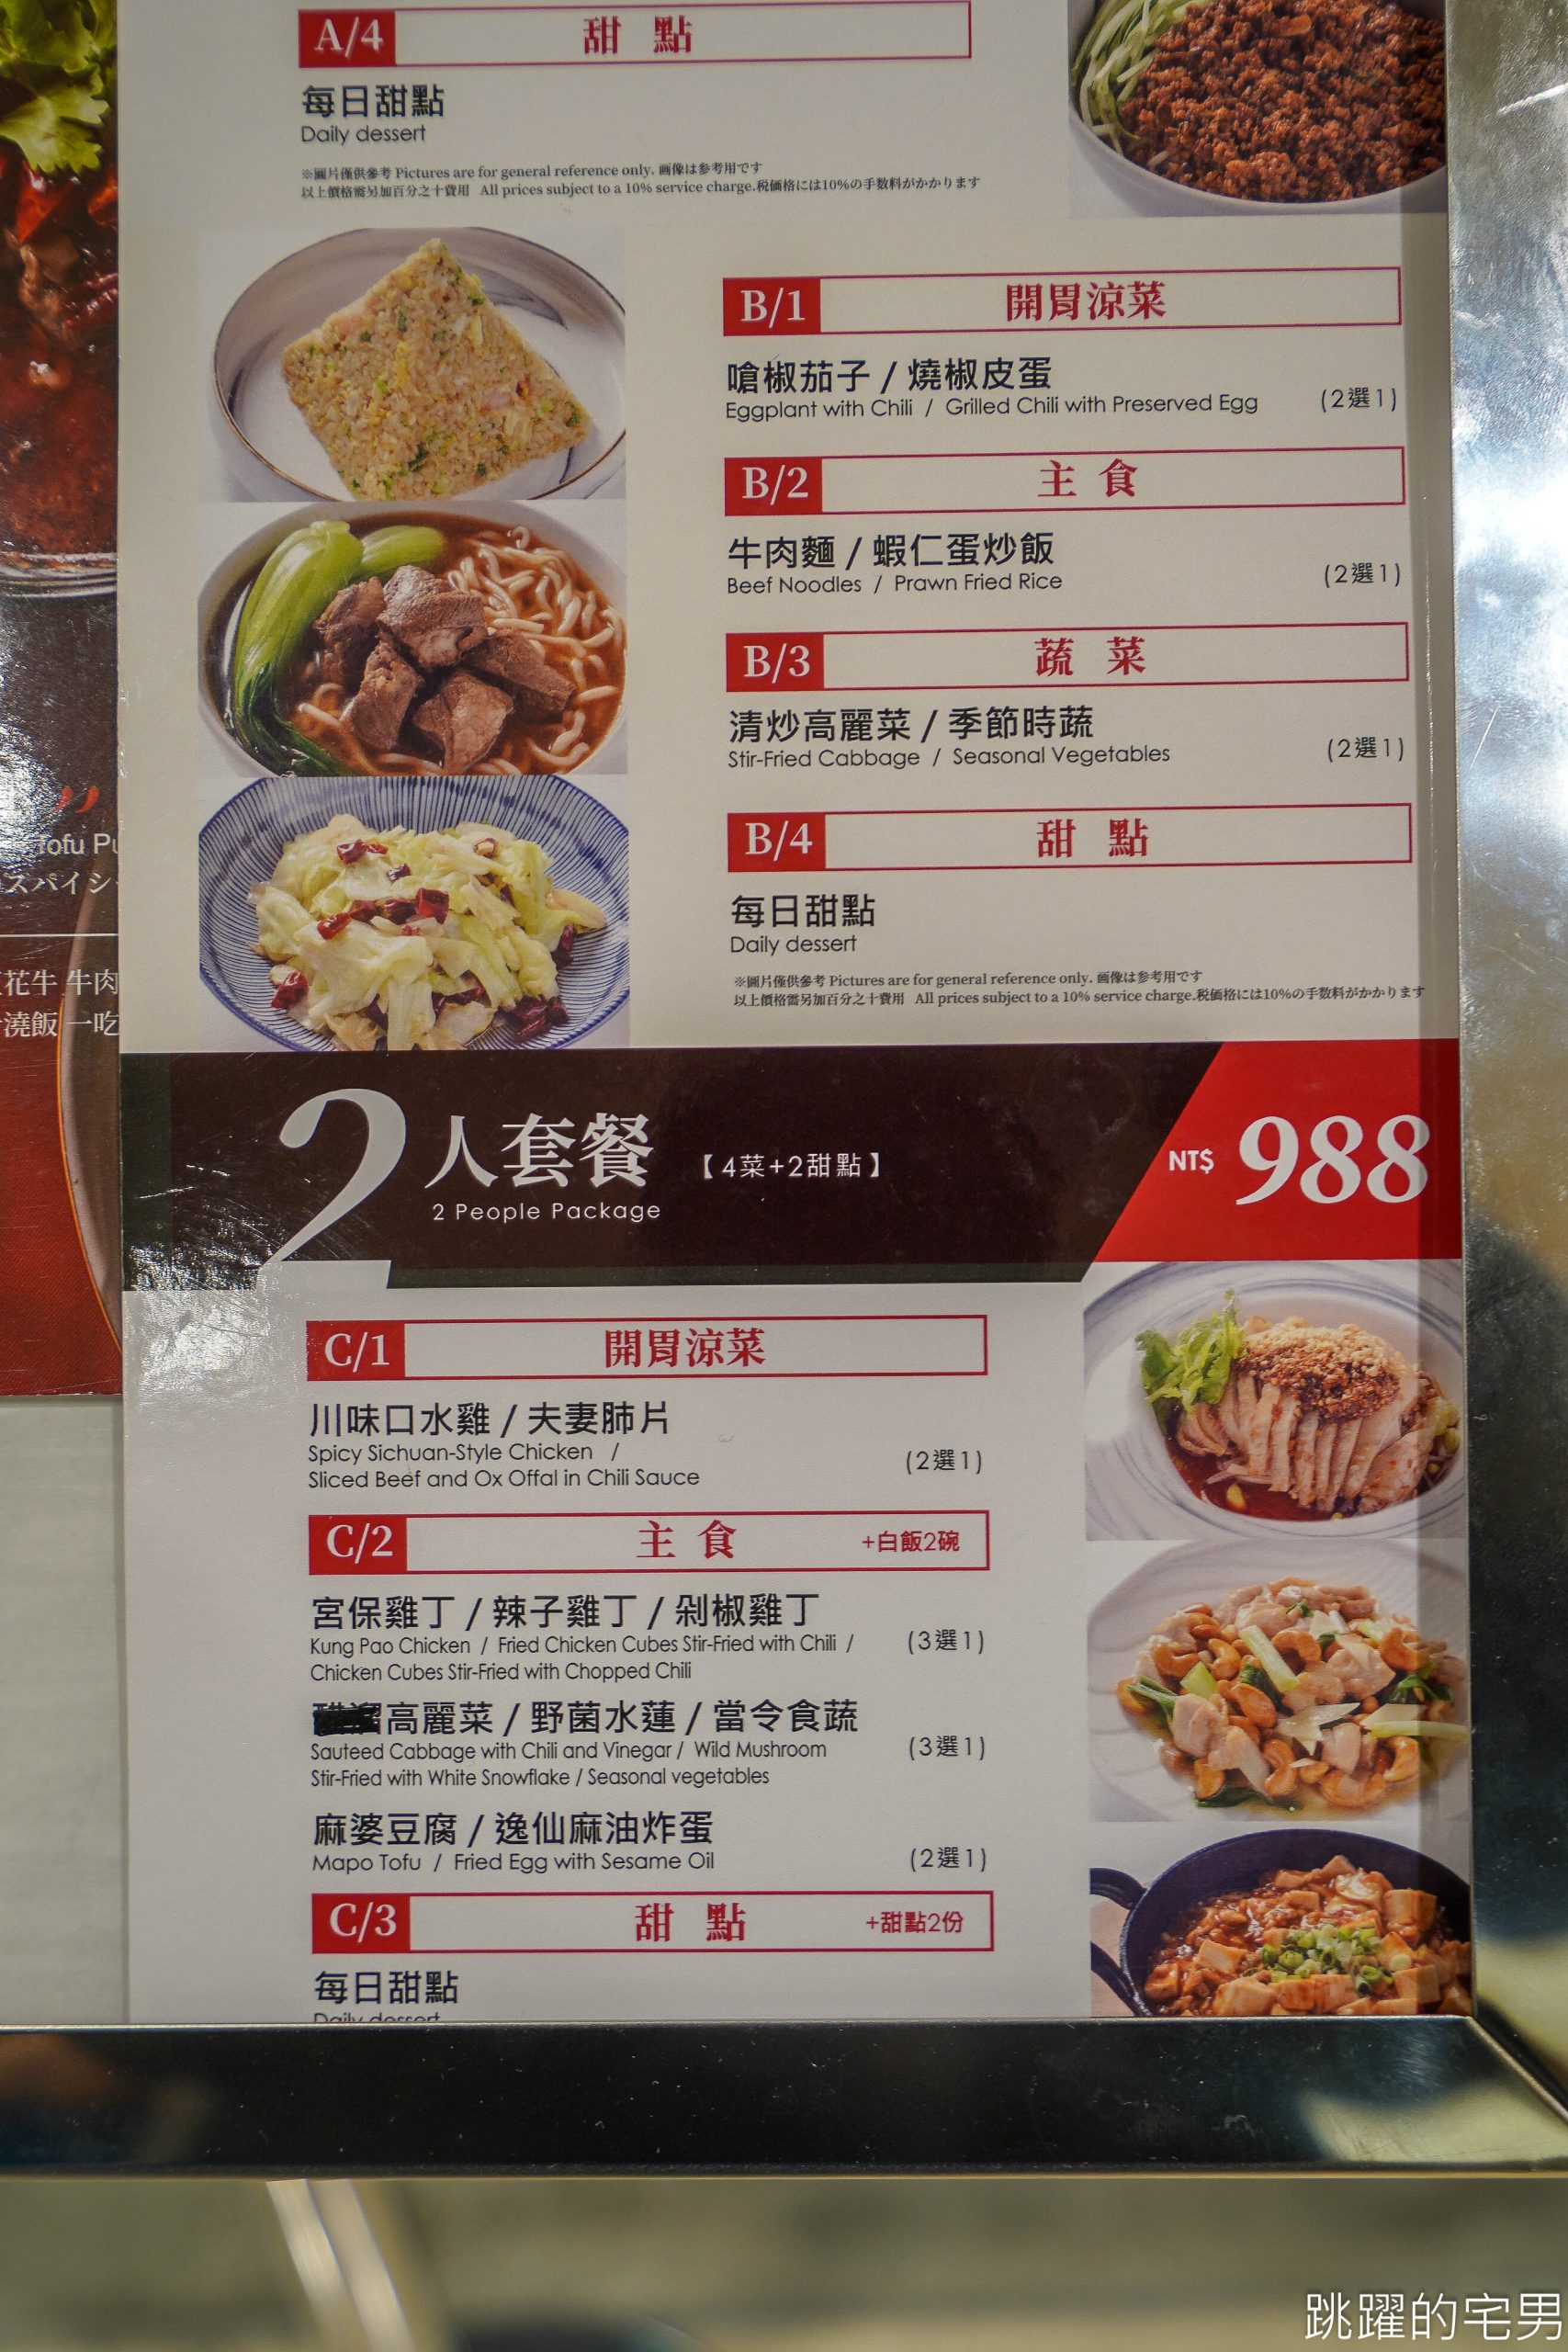 A/4 甜點
每日甜點
Daily dessert
※圖片僅供參考 Pictures are for general reference only. 画像は参考用です
以上價格需另加百分之十費用 All prices subject to a 10% service charge.税価格には10%の手数料がかかります
B/1 開胃涼菜
嗆椒茄子 / 燒椒皮蛋
Eggplant with Chili / Grilled Chili with Preserved Egg (2選1)
B/2 主食
牛肉麵 / 蝦仁蛋炒飯
Beef Noodles / Prawn Fried Rice (2選1)
B/3 蔬菜
清炒高麗菜 / 季節時蔬
Stir-Fried Cabbage / Seasonal Vegetables (2選1)
B/4 甜點
每日甜點
Daily dessert
※圖片僅供參考 Pictures are for general reference only. 画像は参考用です
以上價格需另加百分之十費用 All prices subject to a 10% service charge.税価格には10%の手数料がかかります
Tofu
スパイシ
花牛 牛肉
澆飯 一吃
2人套餐 【4菜+2甜點】 NT$ 988
2 People Package
C/1 開胃涼菜
川味口水雞 / 夫妻肺片
Spicy Sichuan-Style Chicken / (2選1)
Sliced Beef and Ox Offal in Chili Sauce
C/2 主食 +白飯2碗
宮保雞丁 / 辣子雞丁 / 剁椒雞丁
Kung Pao Chicken / Fried Chicken Cubes Stir-Fried with Chili / (3選1)
Chicken Cubes Stir-Fried with Chopped Chili
高麗菜 / 野菌水蓮 / 當令食蔬
Sauteed Cabbage with Chili and Vinegar / Wild Mushroom (3選1)
Stir-Fried with White Snowflake / Seasonal vegetables
麻婆豆腐 / 逸仙麻油炸蛋
Mapo Tofu / Fried Egg with Sesame Oil (2選1)
C/3 甜點 +甜點2份
每日甜點
Daily dessert
跳躍的宅男